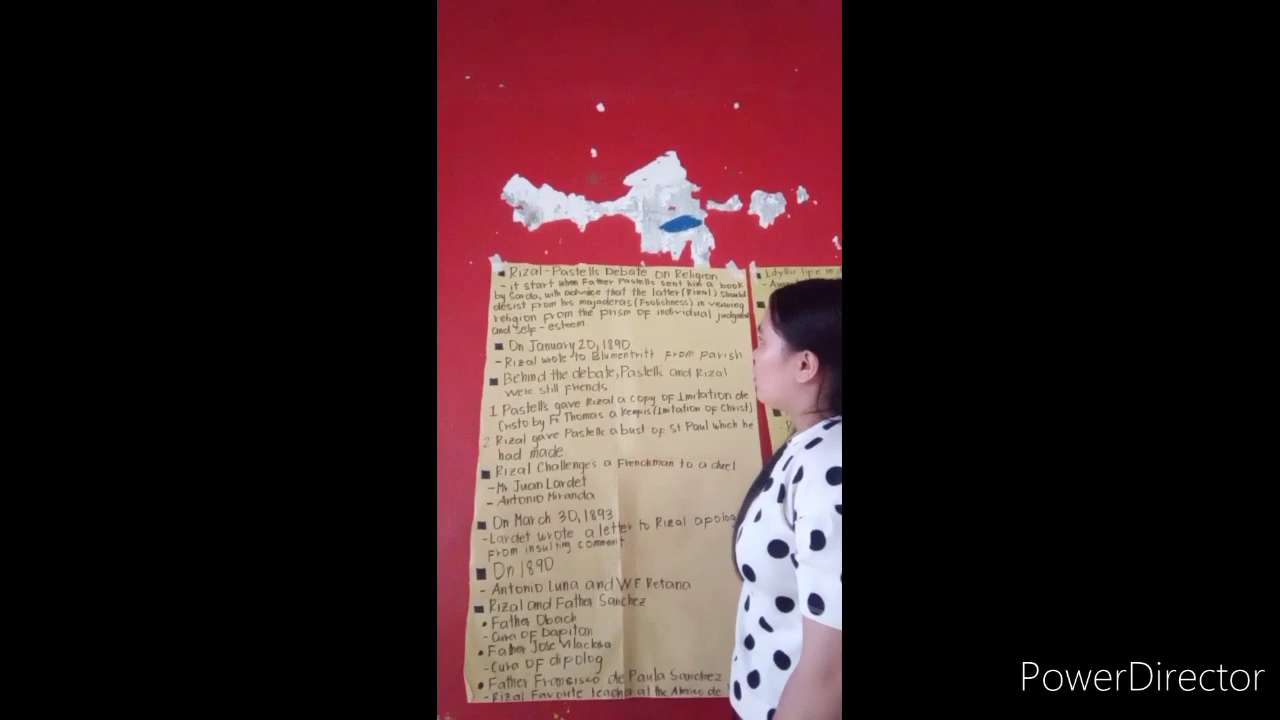 Rizal-Pastells Debate on Religion
- it start when Father Pastells sent him a book
by Sarda, with advice that the latter (Rizal) should
desist from his majaderas (Foolishness) in viewing
religion from the prism of individual judgme
and self-esteem.
On January 20, 1890
- Rizal wrote to Blumentritt from parish
Behind the debate, Pastells and Rizal
were still friends.
1. Pastells gave Rizal a copy of Imitation de
Cristo by Fr. Thomas a Kempis (Imitation of Christ)
2. Rizal gave Pastells a bust of St Paul which he
had made
Rizal Challenges a Frenchman to a duel
- Mr. Juan Lardet
- Antonio Miranda
On March 30, 1893
- Lardet wrote a letter to Rizal apolog
from insulting comment.
On 1890
- Antonio Luna and W E Retana
Rizal and Father Sanchez
• Father Obach
- Cura OF Dapitan
• Father Jose Vilaclara
- Cura OF dipolog
• Father Francisco de Paula Sanchez
- Rizal Favorite teacher at the Ateneo de
Idyllic life in d
PowerDirector